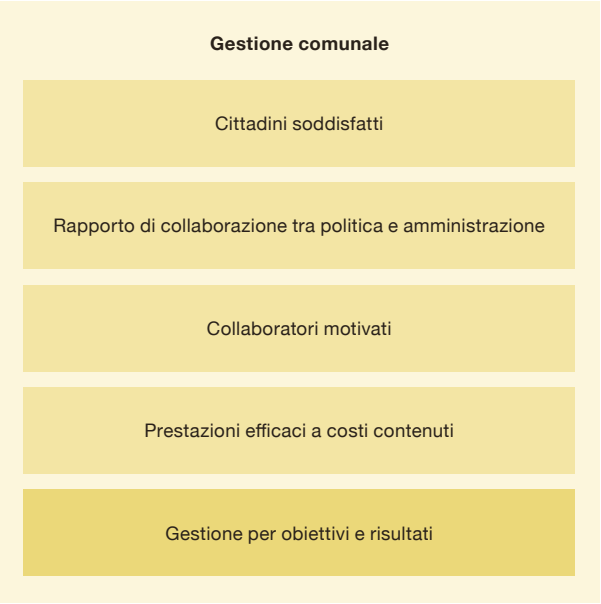 Gestione comunale
Cittadini soddisfatti
Rapporto di collaborazione tra politica e amministrazione
Collaboratori motivati
Prestazioni efficaci a costi contenuti
Gestione per obiettivi e risultati